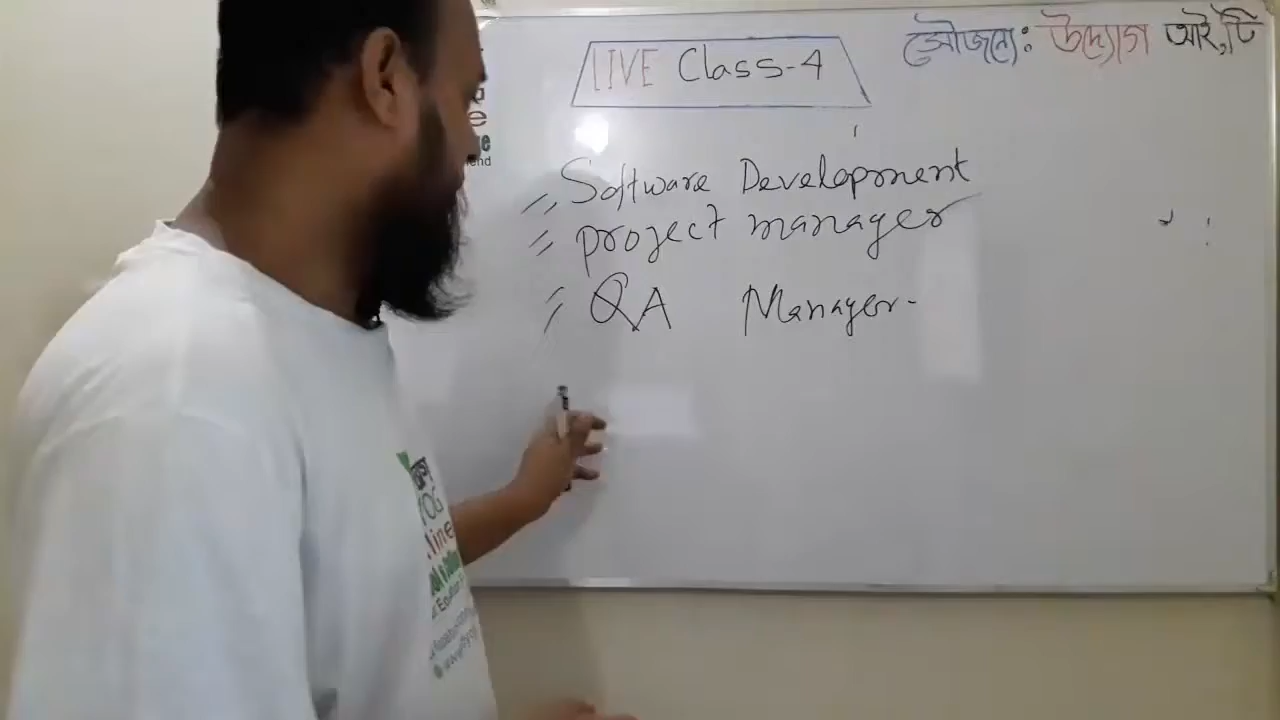 LIVE Class-4
সৌজন্যে: উদ্যোগ আই,টি
Software Development
project manager
QA Manager-